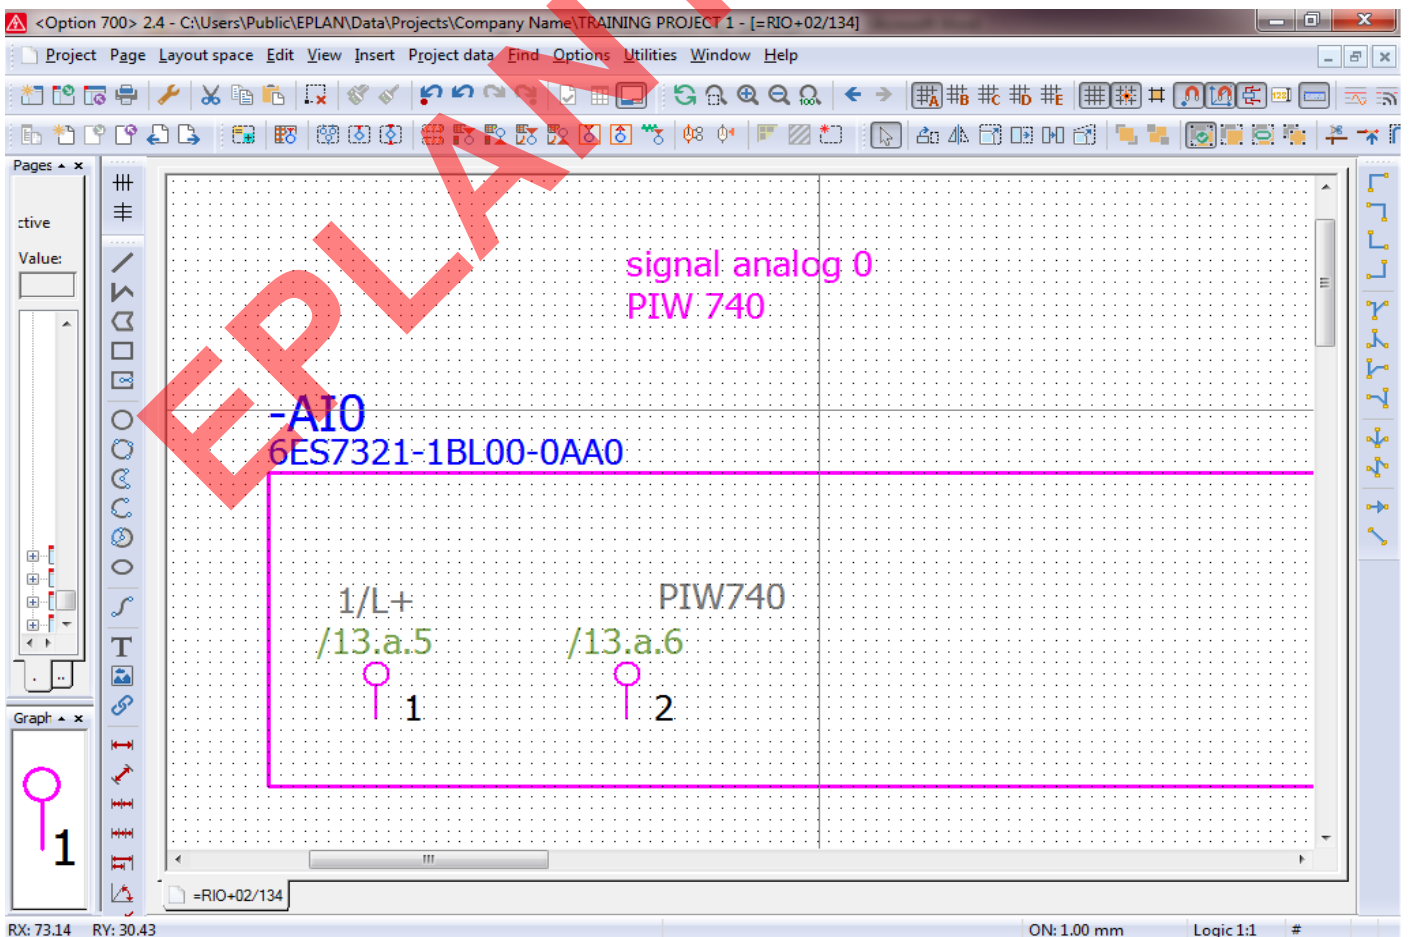 <Option 700> 2.4 - C:\Users\Public\EPLAN\Data\Projects\Company Name\TRAINING PROJECT 1 - [=RIO+02/134]
Project Page Layout space Edit View Insert Project data Find Options Utilities Window Help
Pages
ctive
Value:
signal analog 0
PIW 740
-AI0
6ES7321-1BL00-0AA0
1/L+
PIW740
/13.a.5
/13.a.6
1
2
Graph
1
=RIO+02/134
RX: 73.14 RY: 30.43
ON: 1.00 mm
Logic 1:1
#
EPLAN